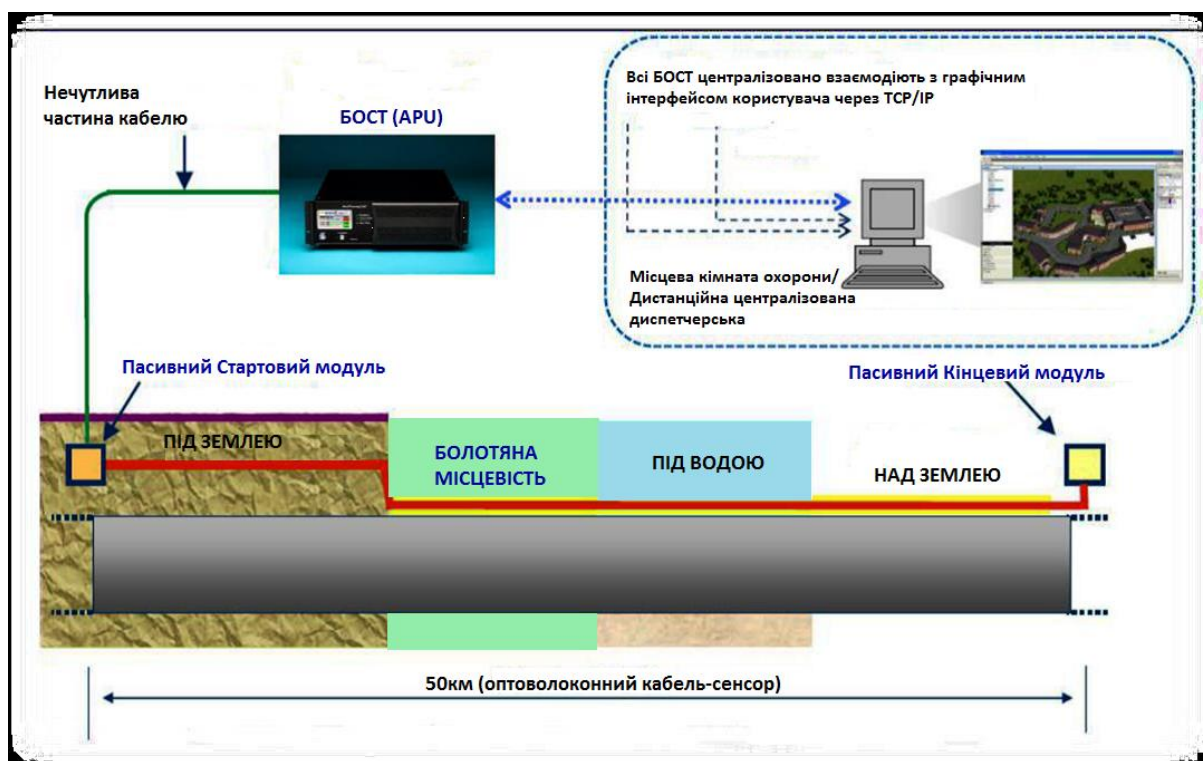 Всі БОСТ централізовано взаємодіють з графічним
інтерфейсом користувача через TCP/IP
Нечутлива
частина кабелю
БОСТ (APU)
Місцева кімната охорони/
Дистанційна централізована
диспетчерська
Пасивний Стартовий модуль
Пасивний Кінцевий модуль
ПІД ЗЕМЛЕЮ
БОЛОТЯНА
МІСЦЕВІСТЬ
ПІД ВОДОЮ
НАД ЗЕМЛЕЮ
50км (оптоволоконний кабель-сенсор)